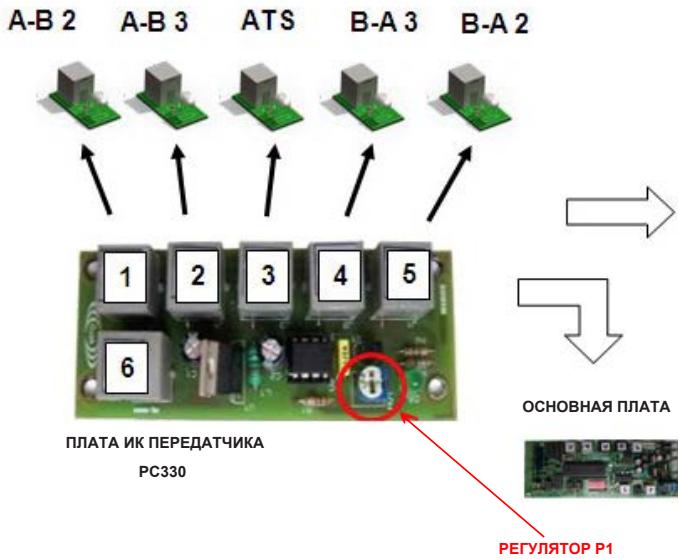 A-B 2 A-B 3 ATS B-A 3 B-A 2
1 2 3 4 5
6
ПЛАТА ИК ПЕРЕДАТЧИКА
PC330
ОСНОВНАЯ ПЛАТА
РЕГУЛЯТОР P1